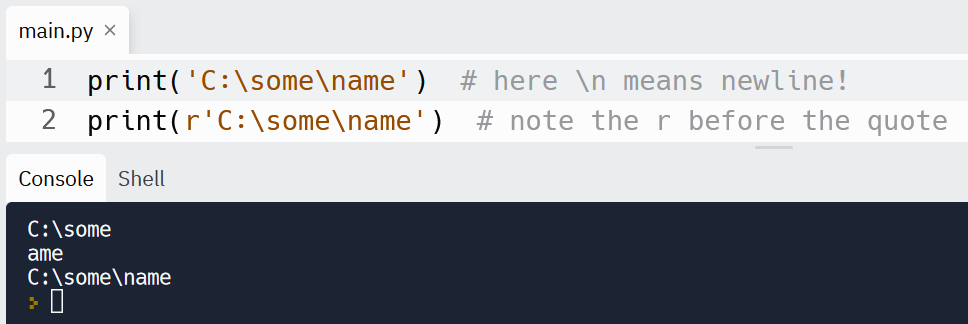 main.py ×
1 print('C:\some\name')  # here \n means newline!
2 print(r'C:\some\name')  # note the r before the quote
Console Shell
C:\some
ame
C:\some\name